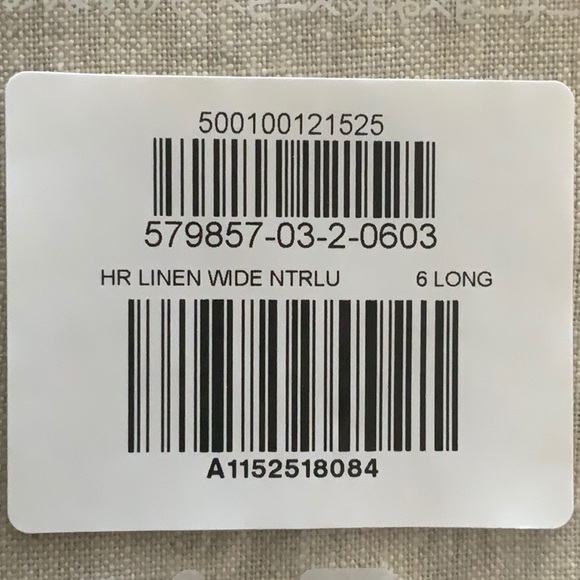 500100121525
579857-03-2-0603
HR LINEN WIDE NTRLU 6 LONG
A1152518084